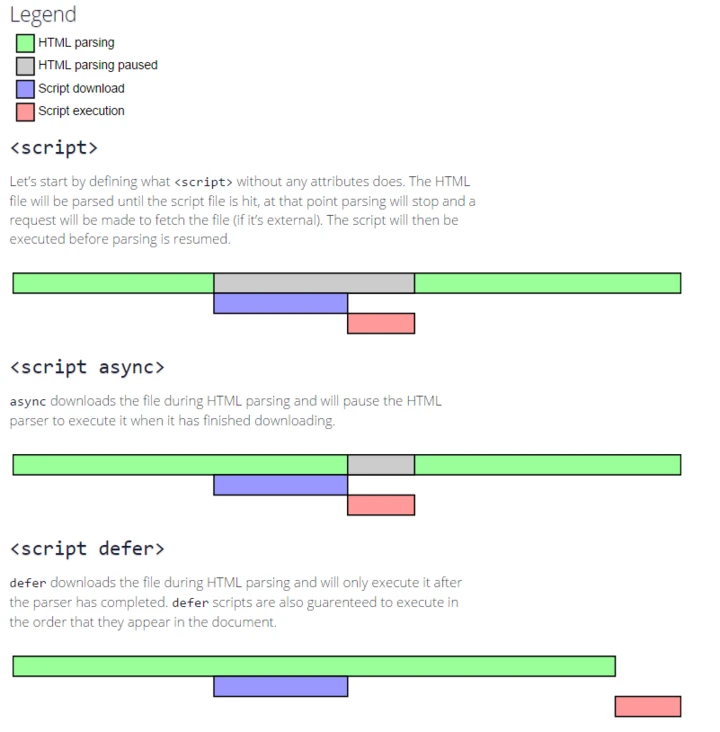 Legend
HTML parsing
HTML parsing paused
Script download
Script execution
<script>
Let's start by defining what <script> without any attributes does. The HTML
file will be parsed until the script file is hit, at that point parsing will stop and a
request will be made to fetch the file (if it's external). The script will then be
executed before parsing is resumed.
<script async>
async downloads the file during HTML parsing and will pause the HTML
parser to execute it when it has finished downloading.
<script defer>
defer downloads the file during HTML parsing and will only execute it after
the parser has completed. defer scripts are also guarenteed to execute in
the order that they appear in the document.